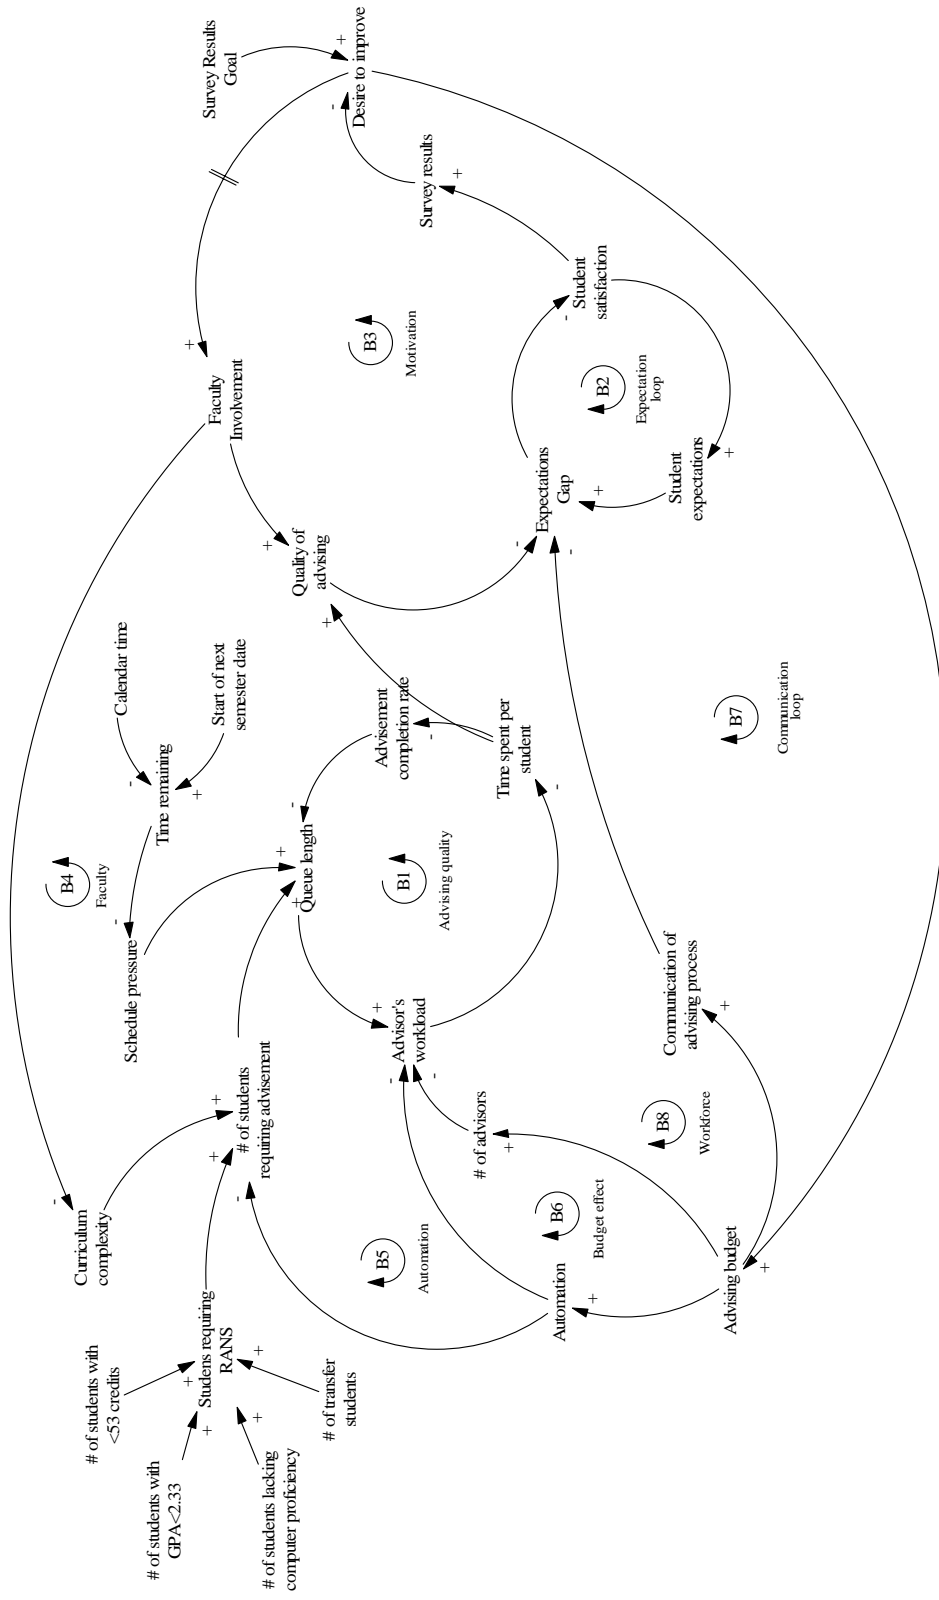 Survey Results
Goal
+
Desire to improve
-
Survey results
+
Student
satisfaction
-
+
Faculty
Involvement
B3
Motivation
B2
Expectation
loop
Expectations
Gap
+
-
-
Student
expectations
+
+
Quality of
advising
+
Calendar time
-
Start of next
semester date
+
Time remaining
B4
Faculty
-
Schedule pressure
Advisement
completion rate
-
Time spent per
student
-
-
+
Queue length
+
B1
Advising quality
+
Advisor's
workload
-
-
B7
Communication
loop
Communication of
advising process
+
# of students
requiring advisement
+
+
-
# of advisors
+
B8
Workforce
B6
Budget effect
B5
Automation
-
Curriculum
complexity
Automation
+
Advising budget
+
Studens requiring
RANS
+
+
+
+
# of students with
<53 credits
# of students with
GPA<2.33
# of students lacking
computer proficiency
# of transfer
students